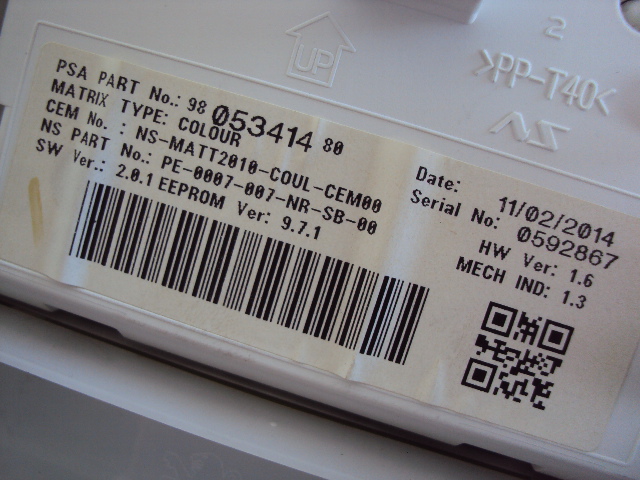 UP
2
>PP-T40<
PSA PART No.: 98 053414 80
MATRIX TYPE: COLOUR
CEM No.: NS-MATT2010-COUL-CEM00
NS PART No.: PE-0007-007-NR-SB-00
SW Ver.: 2.0.1 EEPROM Ver: 9.7.1
Date: 11/02/2014
Serial No: 0592867
HW Ver: 1.6
MECH IND: 1.3